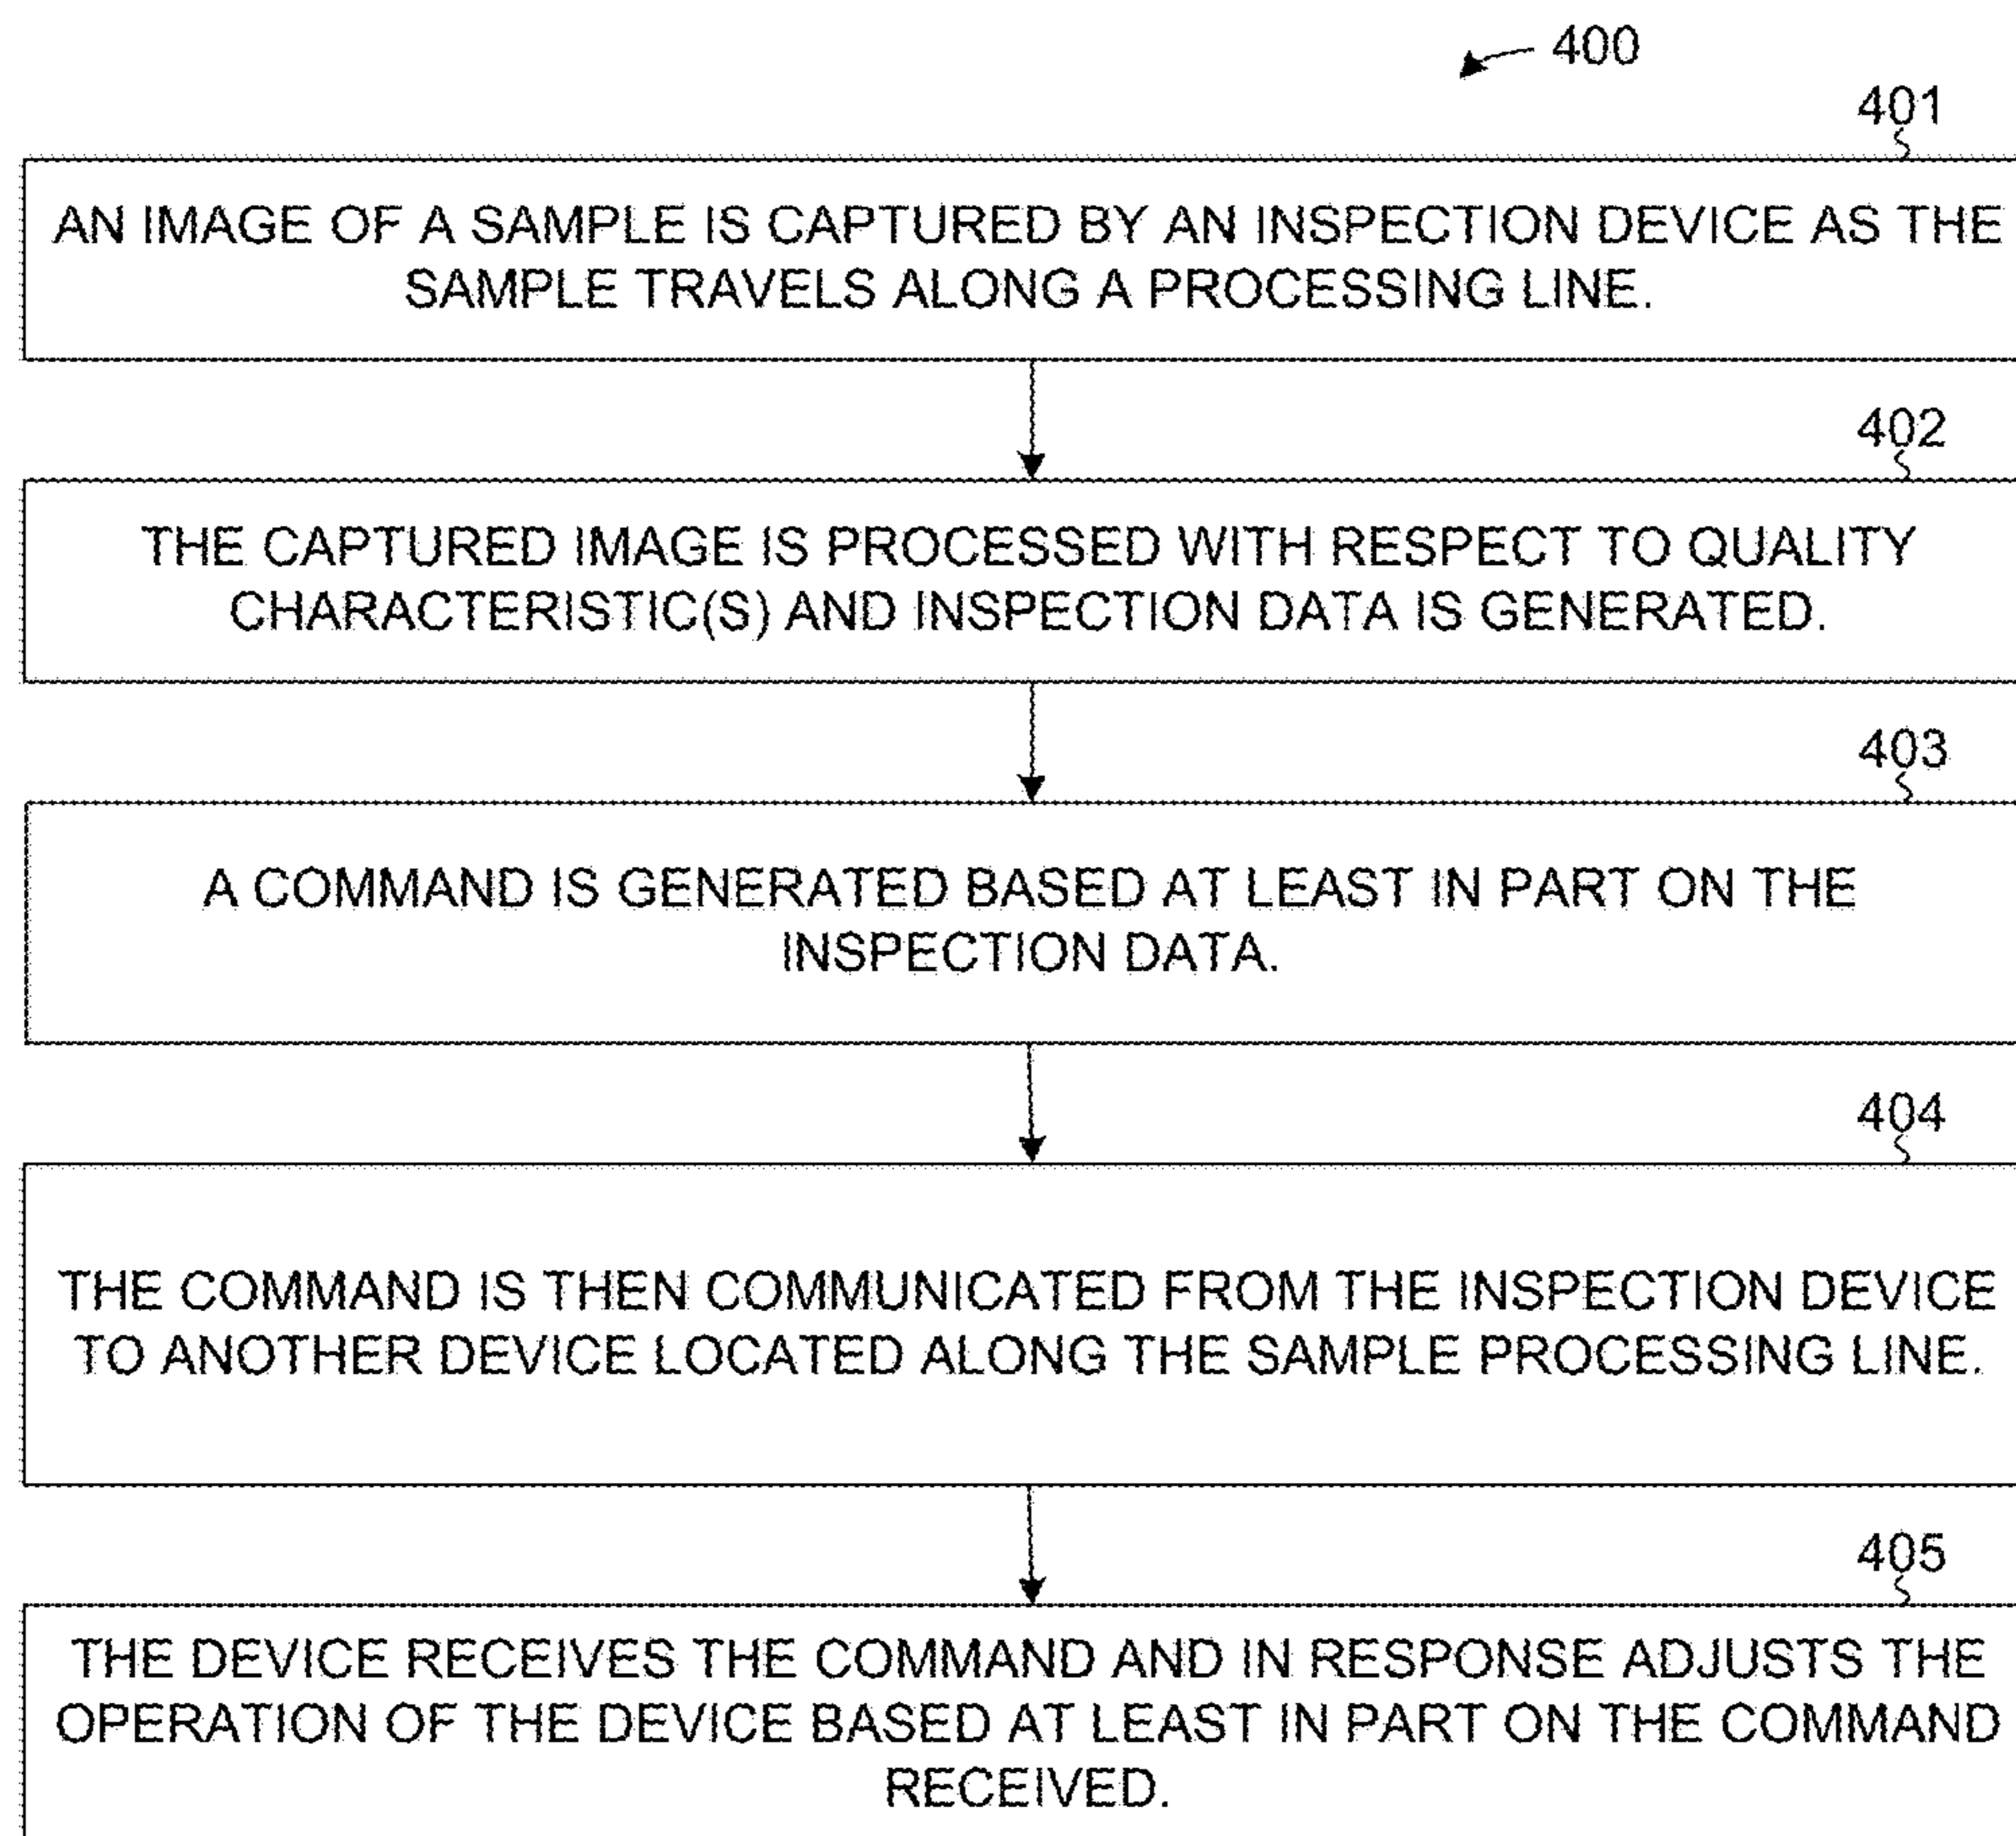 400
401
AN IMAGE OF A SAMPLE IS CAPTURED BY AN INSPECTION DEVICE AS THE
SAMPLE TRAVELS ALONG A PROCESSING LINE.
402
THE CAPTURED IMAGE IS PROCESSED WITH RESPECT TO QUALITY
CHARACTERISTIC(S) AND INSPECTION DATA IS GENERATED.
403
A COMMAND IS GENERATED BASED AT LEAST IN PART ON THE
INSPECTION DATA.
404
THE COMMAND IS THEN COMMUNICATED FROM THE INSPECTION DEVICE
TO ANOTHER DEVICE LOCATED ALONG THE SAMPLE PROCESSING LINE.
405
THE DEVICE RECEIVES THE COMMAND AND IN RESPONSE ADJUSTS THE
OPERATION OF THE DEVICE BASED AT LEAST IN PART ON THE COMMAND
RECEIVED.